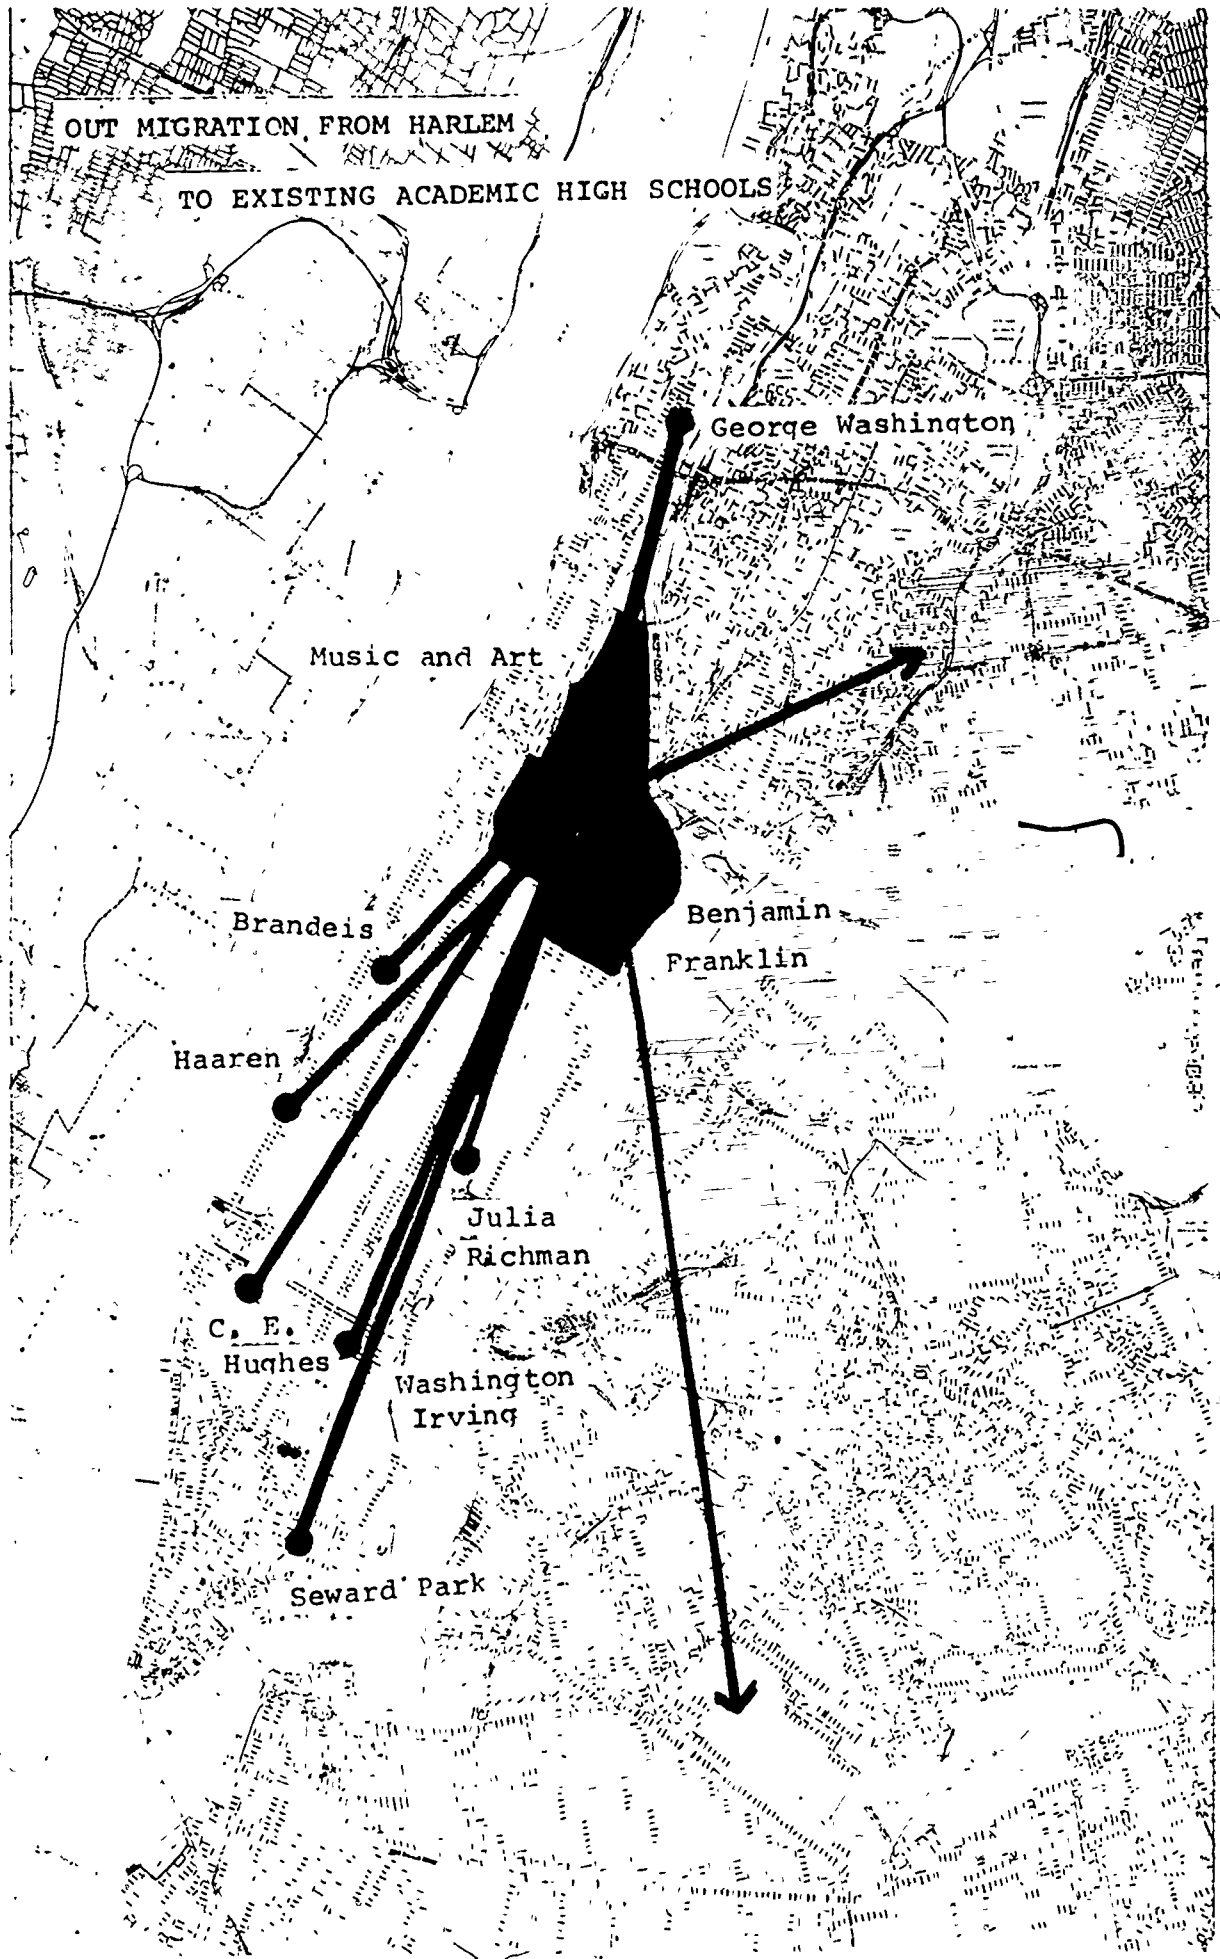 OUT MIGRATION FROM HARLEM
TO EXISTING ACADEMIC HIGH SCHOOLS
George Washington
Music and Art
Benjamin
Franklin
Brandeis
Haaren
Julia
Richman
C. E.
Hughes
Washington
Irving
Seward Park